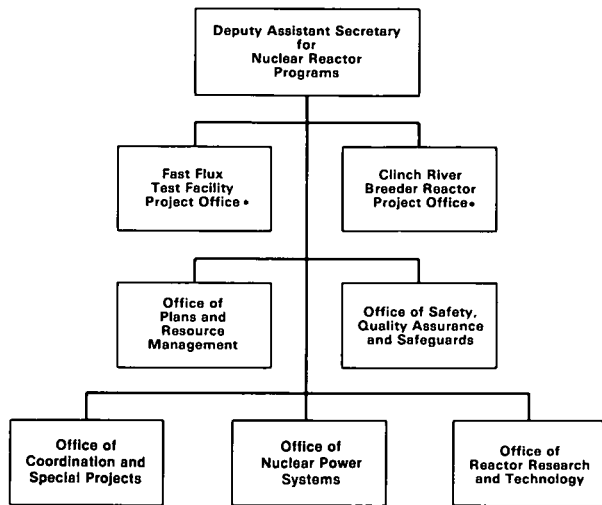 Deputy Assistant Secretary
for
Nuclear Reactor
Programs
Fast Flux
Test Facility
Project Office •
Clinch River
Breeder Reactor
Project Office •
Office of
Plans and
Resource
Management
Office of Safety,
Quality Assurance
and Safeguards
Office of
Coordination and
Special Projects
Office of
Nuclear Power
Systems
Office of
Reactor Research
and Technology